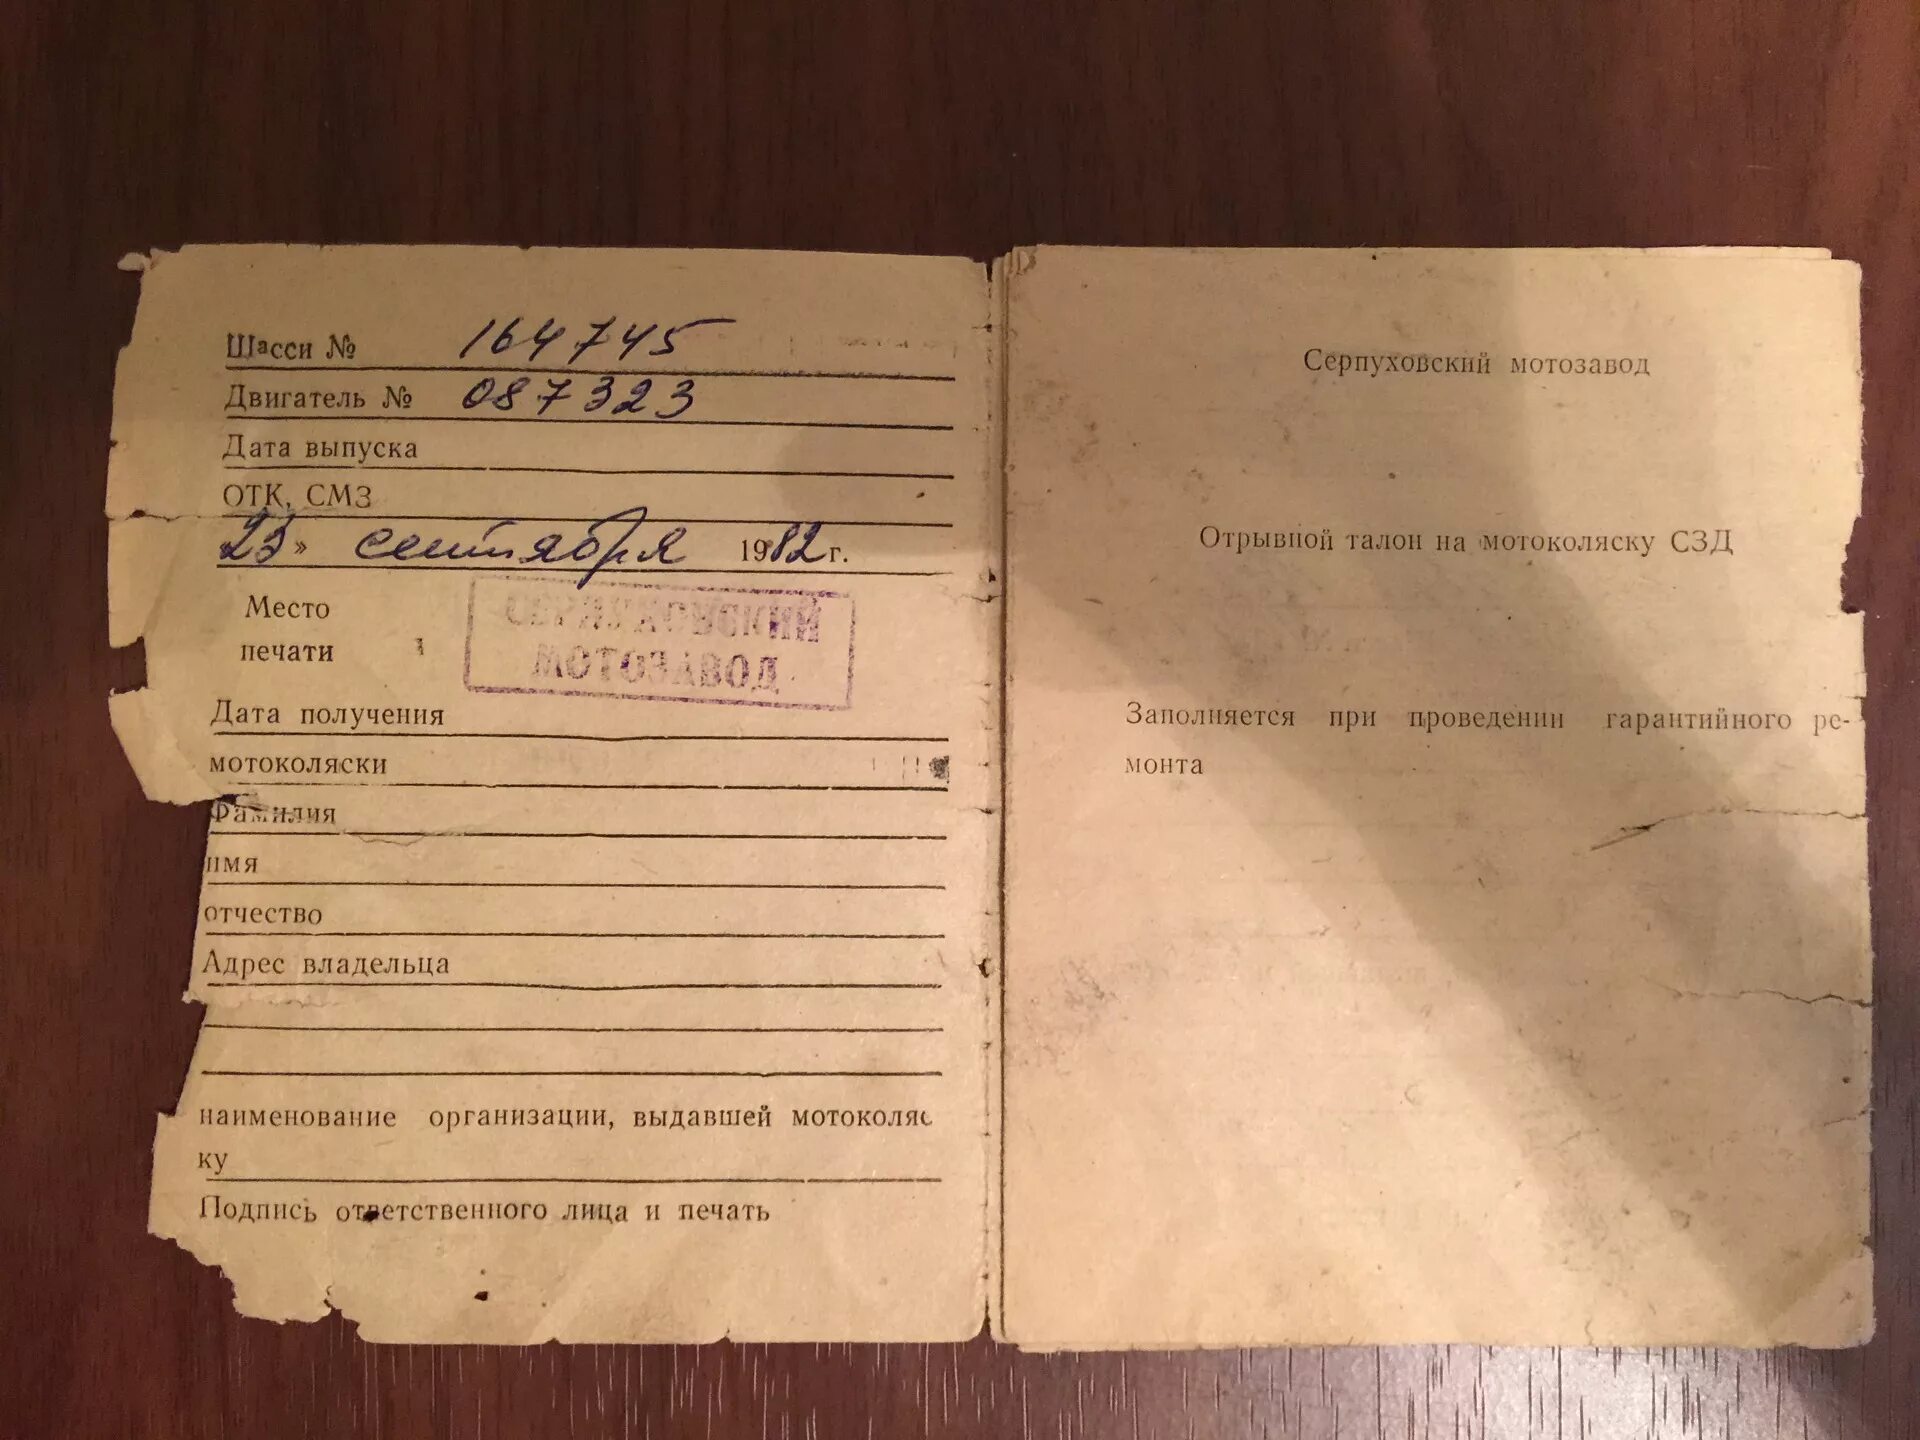 Шасси № 164745
Двигатель № 087323
Дата выпуска
ОТК, СМЗ
«23» сентября 1982 г.
Место
печати
СЕРПУХОВСКИЙ
МОТОЗАВОД
Дата получения
мотоколяски
Фамилия
имя
отчество
Адрес владельца
наименование организации, выдавшей мотоколяс
ку
Подпись ответственного лица и печать
Серпуховский мотозавод
Отрывной талон на мотоколяску СЗД
Заполняется при проведении гарантийного ре-
монта